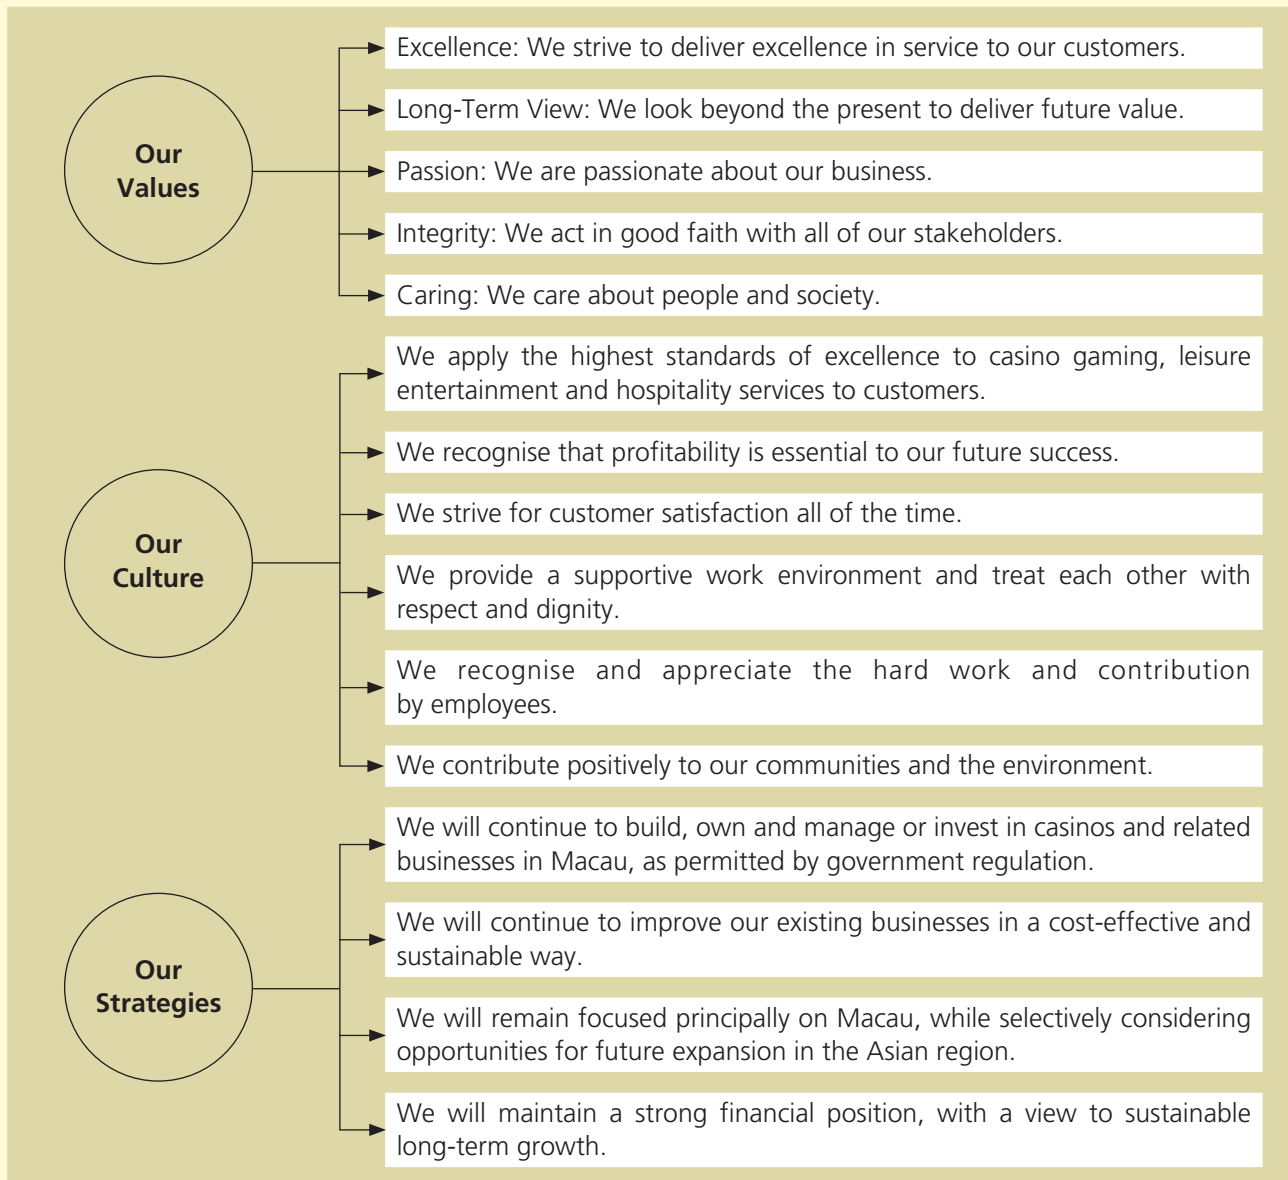 Our
Values
Excellence: We strive to deliver excellence in service to our customers.
Long-Term View: We look beyond the present to deliver future value.
Passion: We are passionate about our business.
Integrity: We act in good faith with all of our stakeholders.
Caring: We care about people and society.
Our
Culture
We apply the highest standards of excellence to casino gaming, leisure
entertainment and hospitality services to customers.
We recognise that profitability is essential to our future success.
We strive for customer satisfaction all of the time.
We provide a supportive work environment and treat each other with
respect and dignity.
We recognise and appreciate the hard work and contribution
by employees.
We contribute positively to our communities and the environment.
Our
Strategies
We will continue to build, own and manage or invest in casinos and related
businesses in Macau, as permitted by government regulation.
We will continue to improve our existing businesses in a cost-effective and
sustainable way.
We will remain focused principally on Macau, while selectively considering
opportunities for future expansion in the Asian region.
We will maintain a strong financial position, with a view to sustainable
long-term growth.